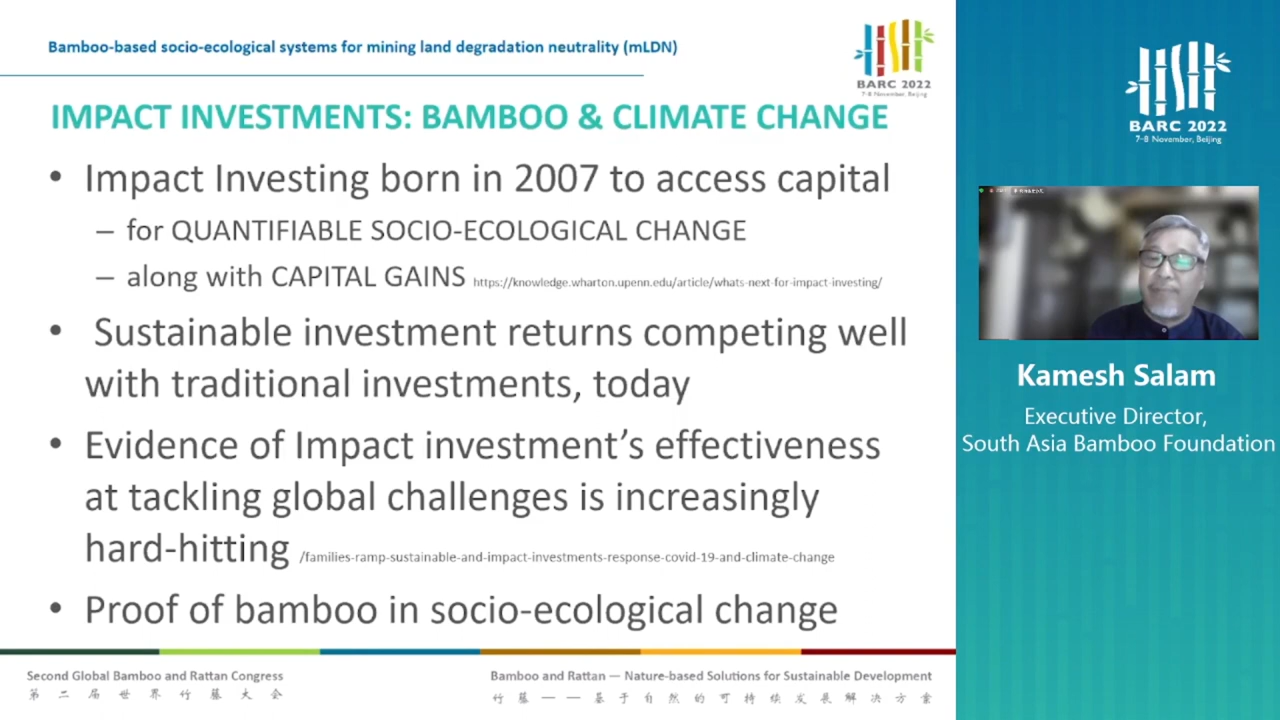 Bamboo-based socio-ecological systems for mining land degradation neutrality (mLDN)
BARC 2022
7-8 November, Beijing
IMPACT INVESTMENTS: BAMBOO & CLIMATE CHANGE
• Impact Investing born in 2007 to access capital
– for QUANTIFIABLE SOCIO-ECOLOGICAL CHANGE
– along with CAPITAL GAINS https://knowledge.wharton.upenn.edu/article/whats-next-for-impact-investing/
• Sustainable investment returns competing well
with traditional investments, today
• Evidence of Impact investment’s effectiveness
at tackling global challenges is increasingly
hard-hitting /families-ramp-sustainable-and-impact-investments-response-covid-19-and-climate-change
• Proof of bamboo in socio-ecological change
Second Global Bamboo and Rattan Congress
第二届世界竹藤大会
Bamboo and Rattan — Nature-based Solutions for Sustainable Development
竹藤——基于自然的可持续发展解决方案
BARC 2022
7-8 November, Beijing
Kamesh Salam
Executive Director,
South Asia Bamboo Foundation